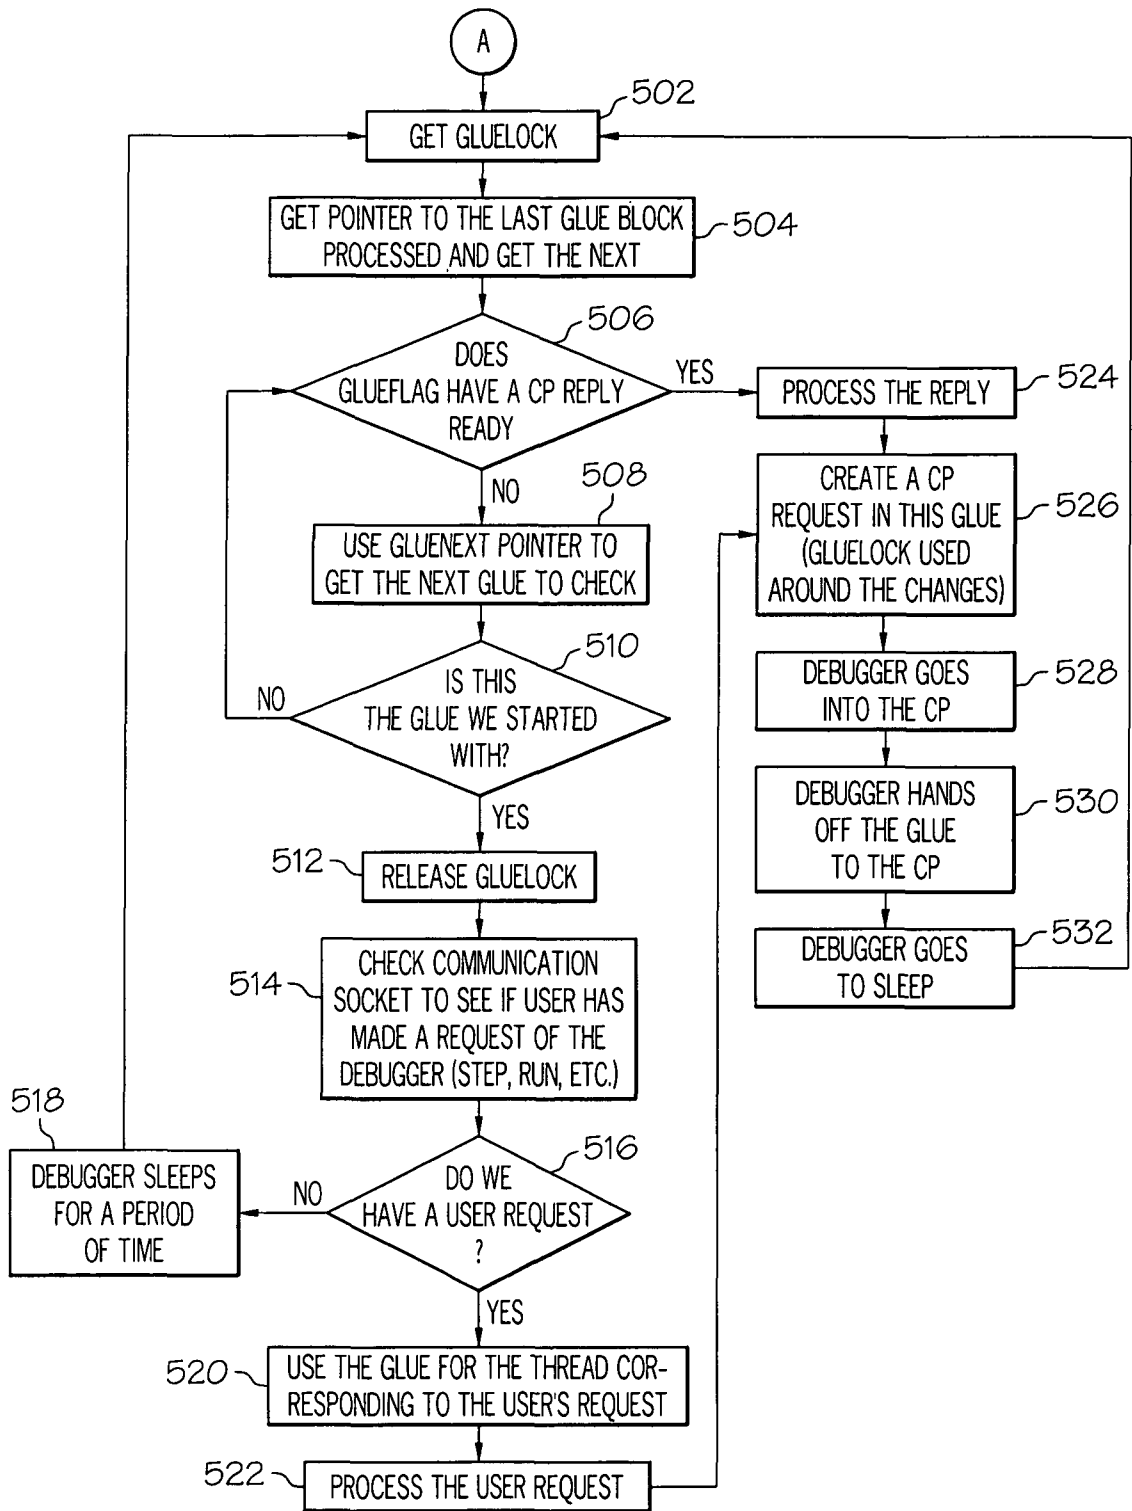 A
502
GET GLUELOCK
GET POINTER TO THE LAST GLUE BLOCK
PROCESSED AND GET THE NEXT
504
506
DOES
GLUEFLAG HAVE A CP REPLY
READY
YES
PROCESS THE REPLY
524
NO
508
USE GLUENEXT POINTER TO
GET THE NEXT GLUE TO CHECK
CREATE A CP
REQUEST IN THIS GLUE
(GLUELOCK USED
AROUND THE CHANGES)
526
510
IS THIS
THE GLUE WE STARTED
WITH?
NO
YES
DEBUGGER GOES
INTO THE CP
528
DEBUGGER HANDS
OFF THE GLUE
TO THE CP
530
512
RELEASE GLUELOCK
DEBUGGER GOES
TO SLEEP
532
514
CHECK COMMUNICATION
SOCKET TO SEE IF USER HAS
MADE A REQUEST OF THE
DEBUGGER (STEP, RUN, ETC.)
516
DO WE
HAVE A USER REQUEST
?
NO
518
DEBUGGER SLEEPS
FOR A PERIOD
OF TIME
YES
520
USE THE GLUE FOR THE THREAD COR-
RESPONDING TO THE USER'S REQUEST
522
PROCESS THE USER REQUEST